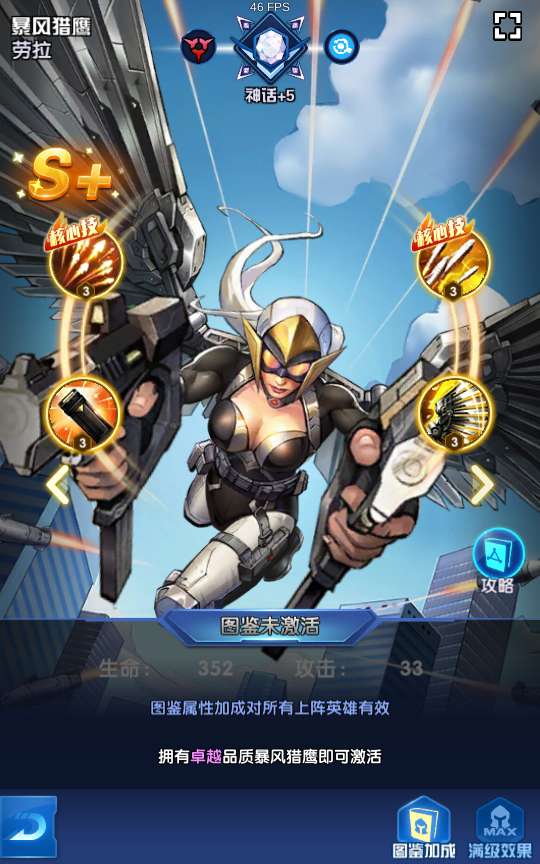 46 FPS
暴风猎鹰
劳拉
神话+5
S+
核心技
核心技
3
3
3
3
攻略
图鉴未激活
生命： 352 攻击： 33
图鉴属性加成对所有上阵英雄有效
拥有卓越品质暴风猎鹰即可激活
MAX
图鉴加成 满级效果